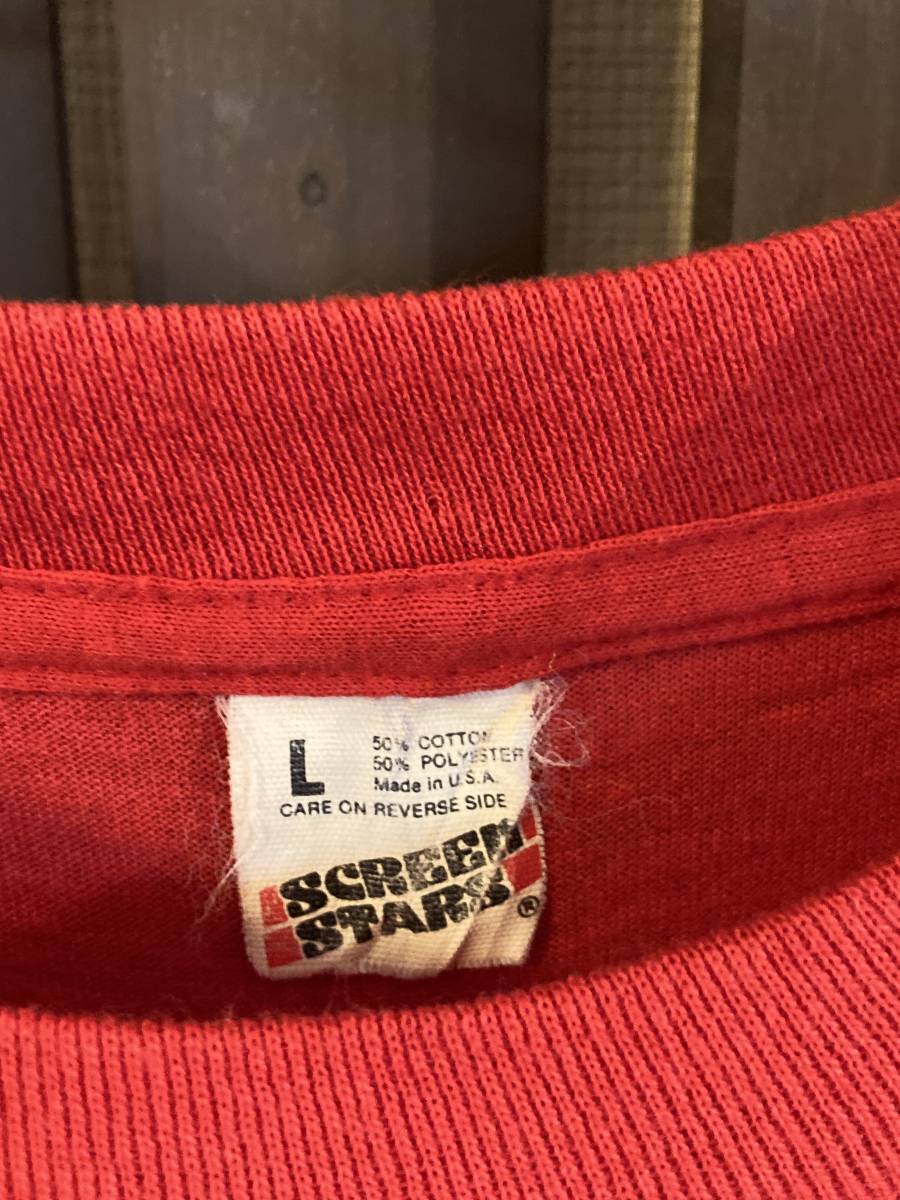 L
50% COTTON
50% POLYESTER
Made in U.S.A.
CARE ON REVERSE SIDE
SCREEN
STARS®